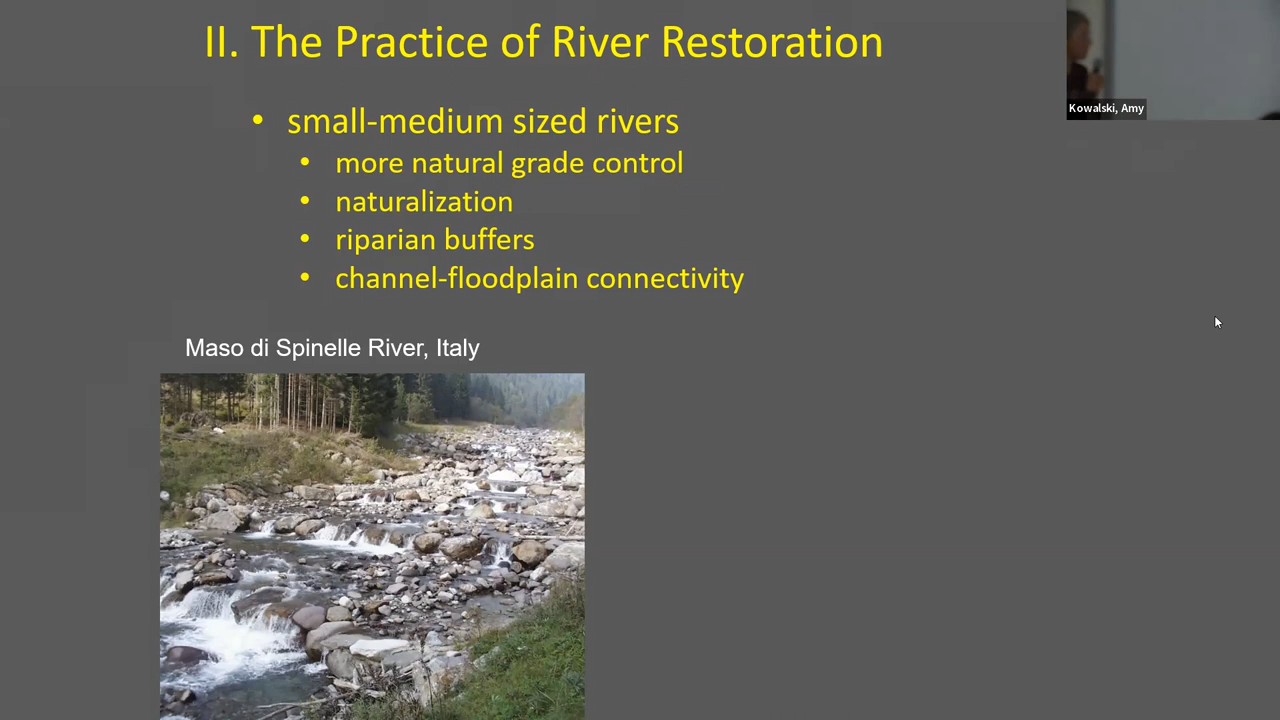 II. The Practice of River Restoration
Kowalski, Amy
• small-medium sized rivers
• more natural grade control
• naturalization
• riparian buffers
• channel-floodplain connectivity
Maso di Spinelle River, Italy